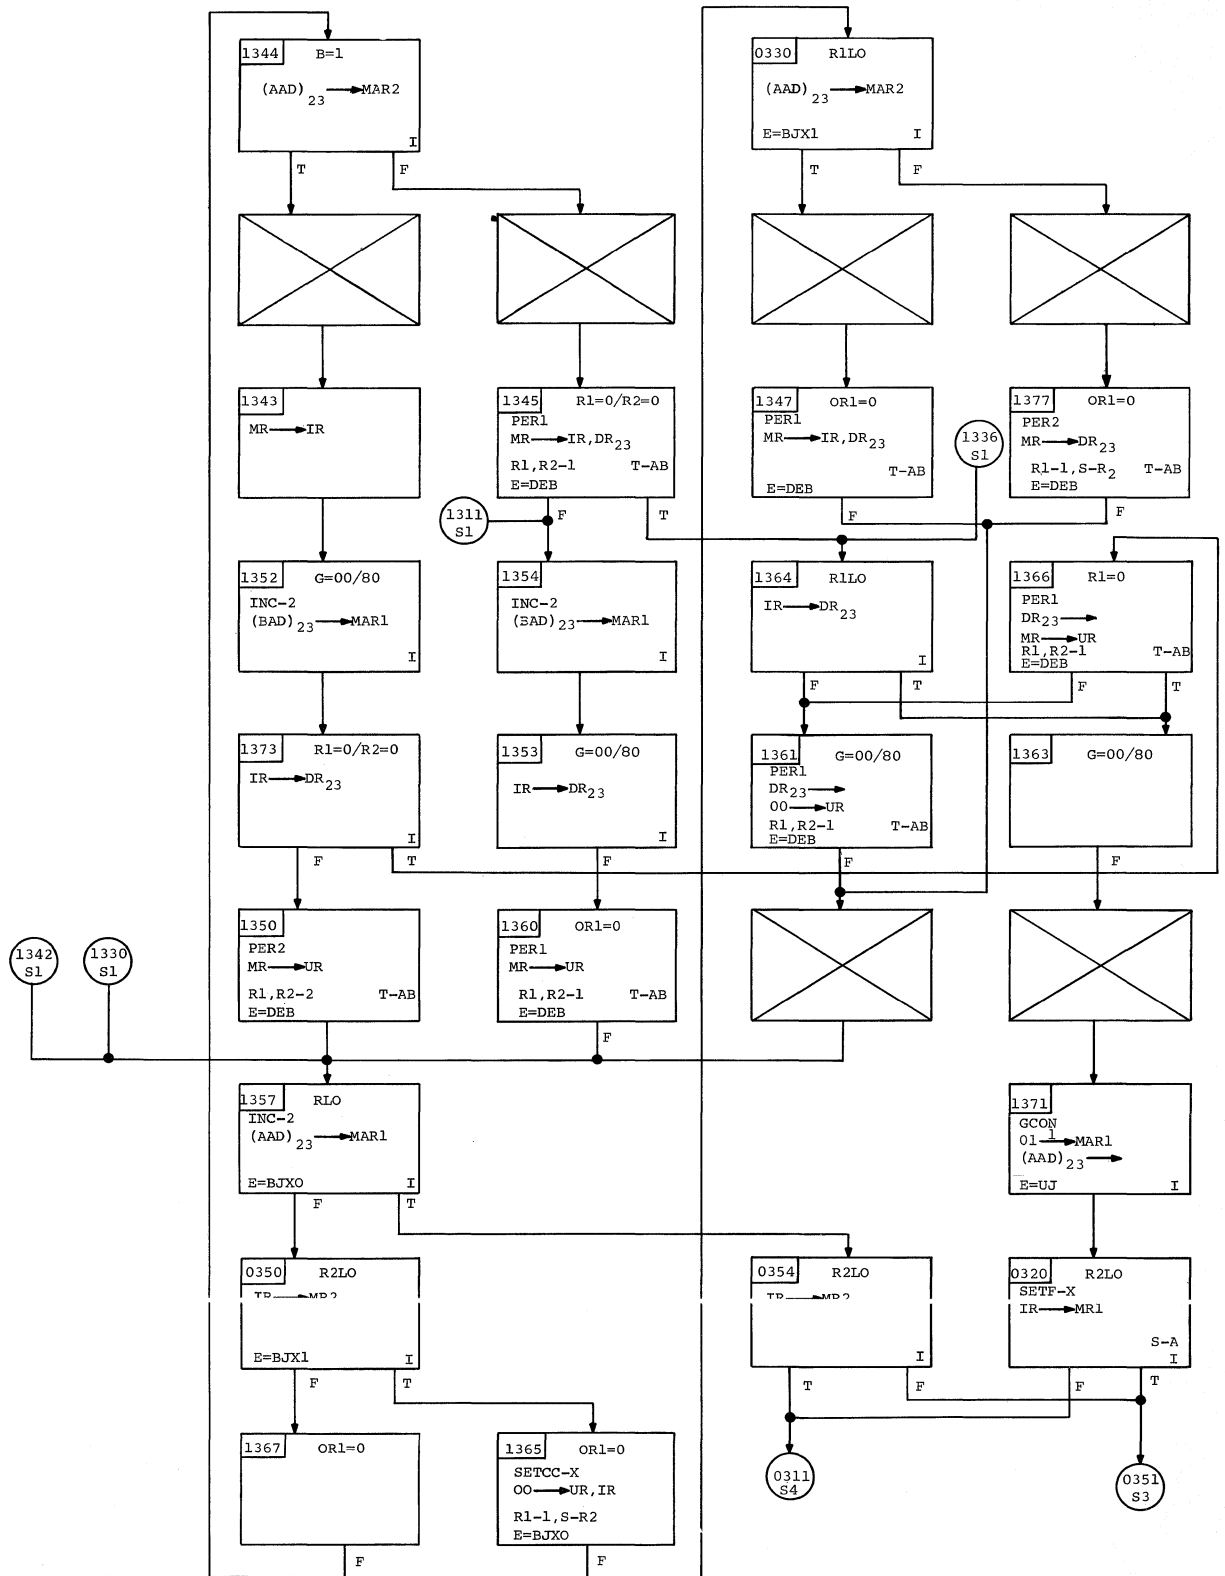 1344 B=1
(AAD)23 → MAR2
I
T F
0330 R1LO
(AAD)23 → MAR2
E=BJX1 I
T F
1343
MR → IR
1345 R1=0/R2=0
PER1
MR → IR,DR23
R1,R2-1 T-AB
E=DEB
F T
1311
S1
1347 OR1=0
PER1
MR → IR,DR23
T-AB
E=DEB
F
1336
S1
1377 OR1=0
PER2
MR → DR23
R1-1,S-R2 T-AB
E=DEB
F
1352 G=00/80
INC-2
(BAD)23 → MAR1
I
1354
INC-2
(BAD)23 → MAR1
I
1364 R1LO
IR → DR23
I
F T
1366 R1=0
PER1
DR23 →
MR → UR
R1,R2-1 T-AB
E=DEB
F T
1373 R1=0/R2=0
IR → DR23
I
F T
1353 G=00/80
IR → DR23
I
F
1361 G=00/80
PER1
DR23 →
00 → UR
R1,R2-1 T-AB
E=DEB
F
1363 G=00/80
F
1342
S1
1330
S1
1350
PER2
MR → UR
R1,R2-2 T-AB
E=DEB
1360 OR1=0
PER1
MR → UR
R1,R2-1 T-AB
E=DEB
F
1357 RLO
INC-2
(AAD)23 → MAR1
E=BJXO I
F T
1371
GCON
01 1 → MAR1
(AAD)23 →
E=UJ I
0350 R2LO
IR → MR2
E=BJX1 I
F T
0354 R2LO
IR → MR2
I
T F
0320 R2LO
SETF-X
IR → MR1
S-A
I
F T
1367 OR1=0
F
1365 OR1=0
SETCC-X
00 → UR,IR
R1-1,S-R2
E=BJXO
F
0311
S4
0351
S3